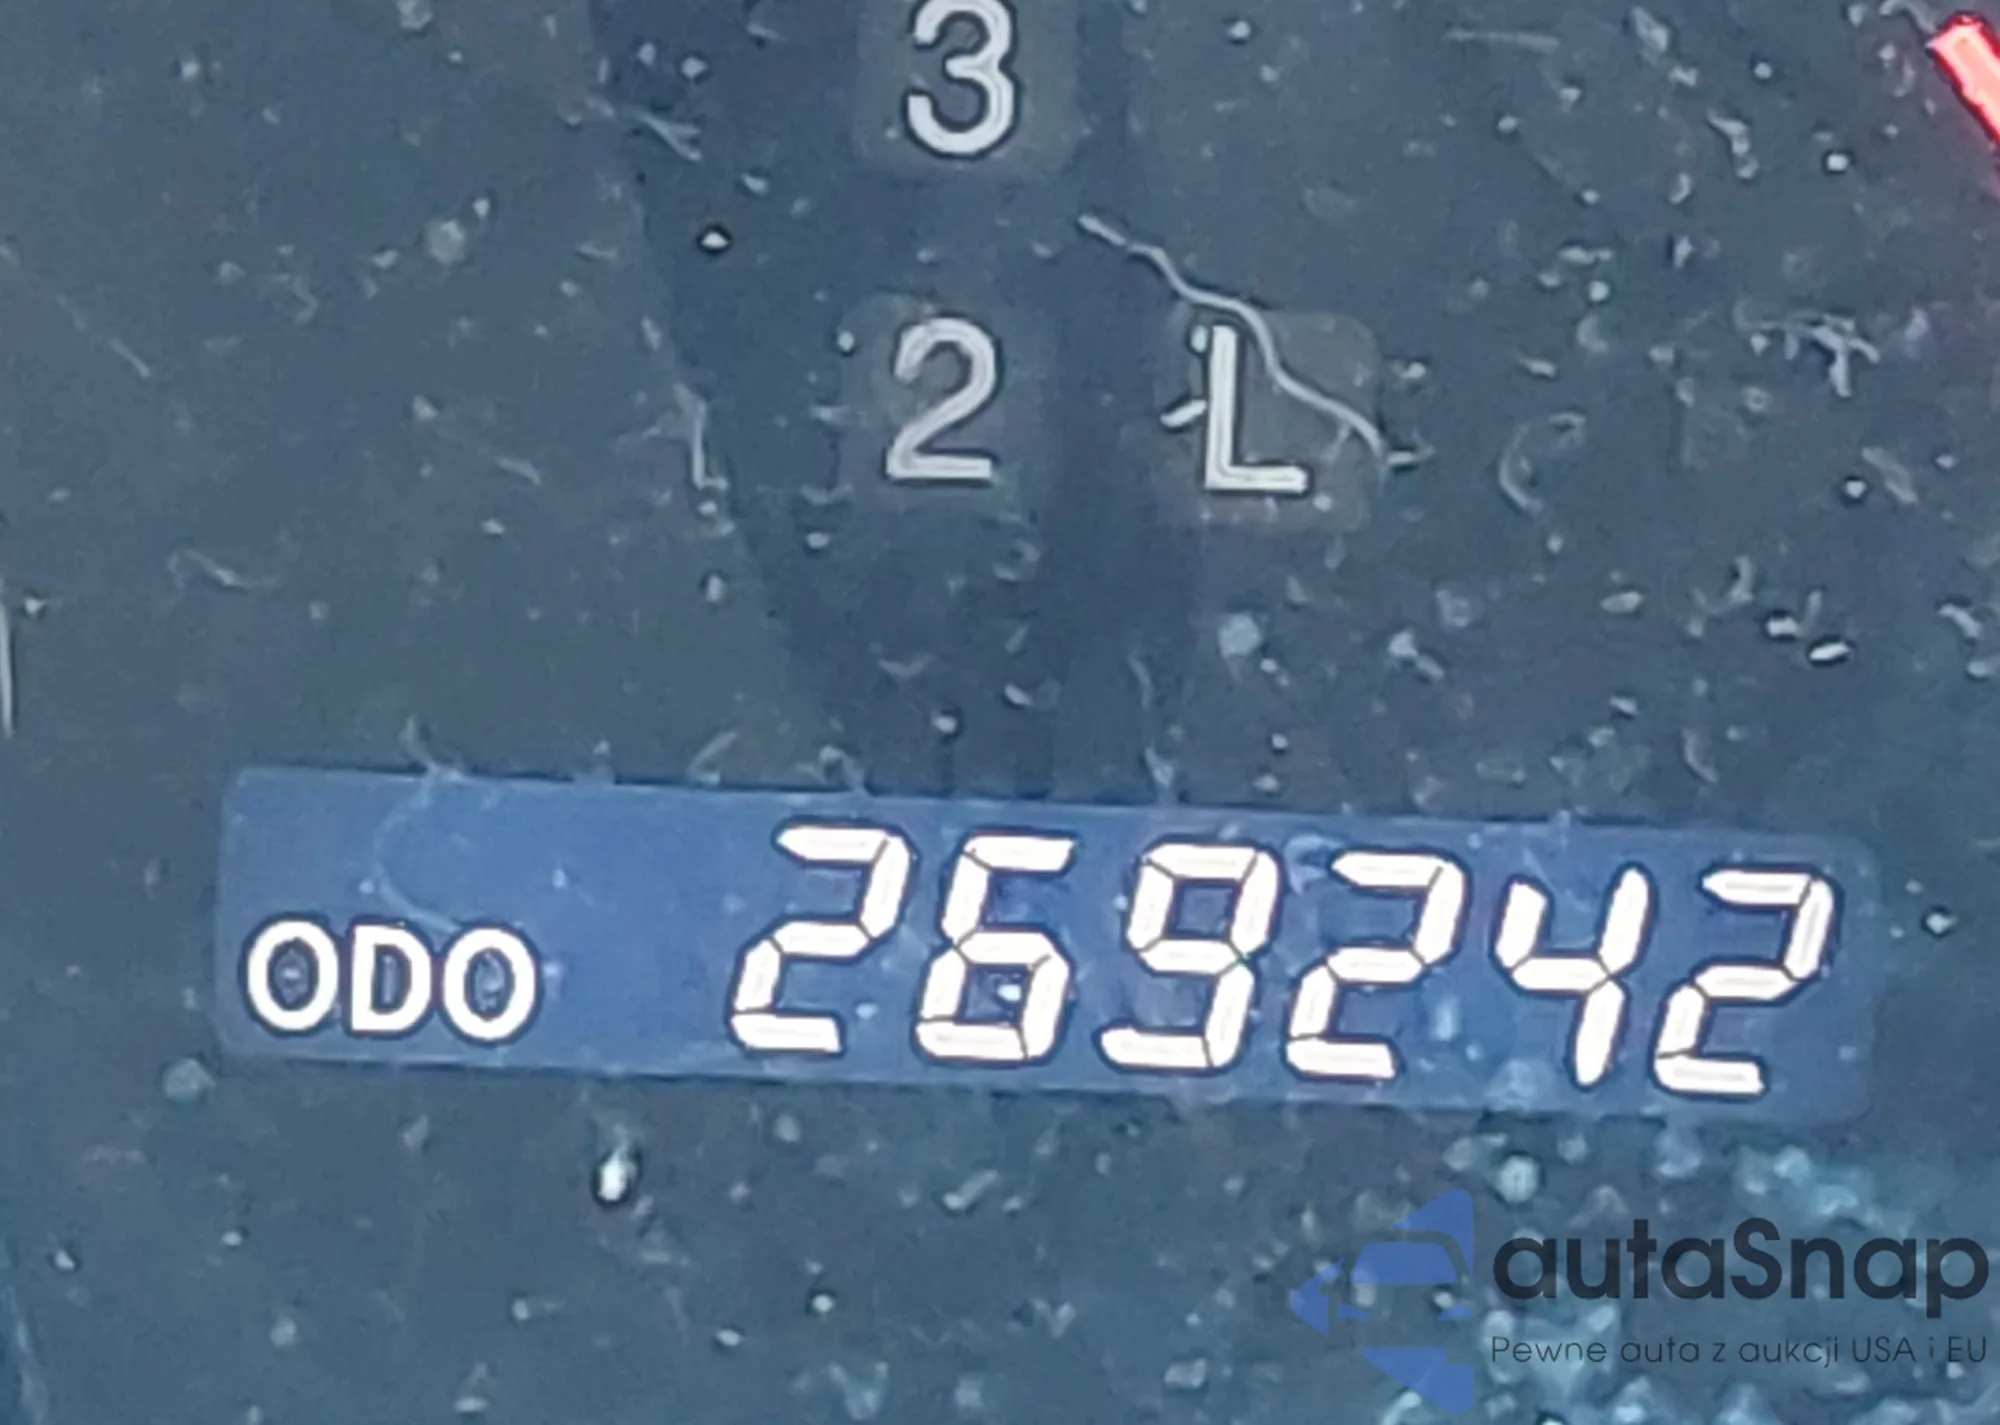 3
2 L
ODO 269242
autaSnap
Pewne auta z aukcji USA i EU